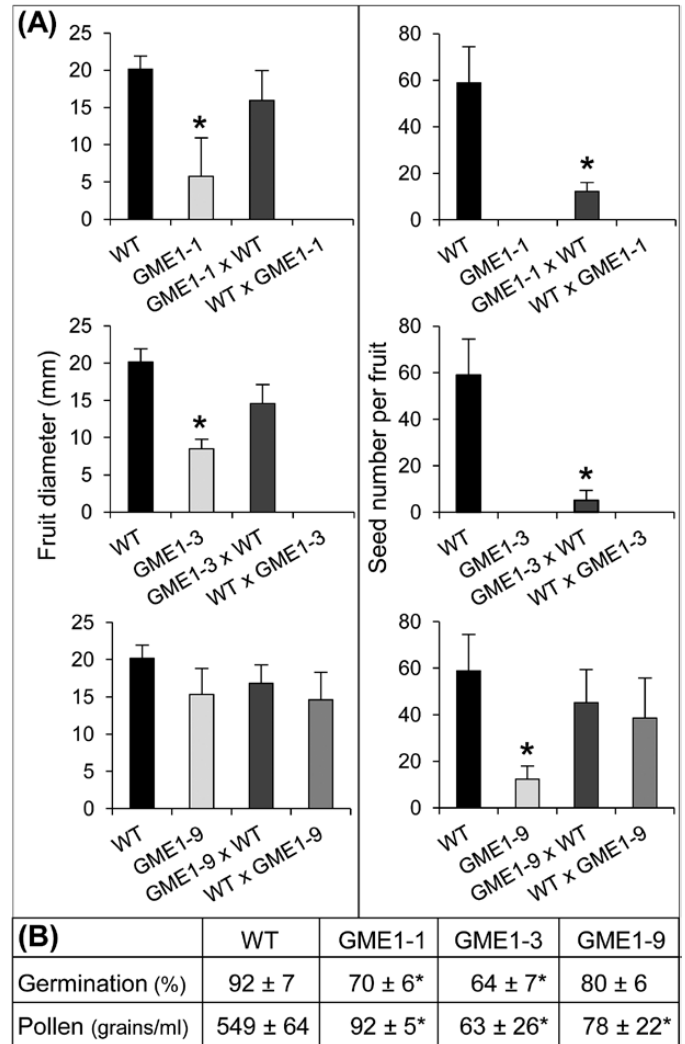 (A)
Fruit diameter (mm)
25
20
15
10
5
0
*
WT
GME1-1
GME1-1 x WT
WT x GME1-1
Seed number per fruit
80
60
40
20
0
*
WT
GME1-1
GME1-1 x WT
WT x GME1-1
25
20
15
10
5
0
*
WT
GME1-3
GME1-3 x WT
WT x GME1-3
80
60
40
20
0
*
WT
GME1-3
GME1-3 x WT
WT x GME1-3
25
20
15
10
5
0
WT
GME1-9
GME1-9 x WT
WT x GME1-9
80
60
40
20
0
*
WT
GME1-9
GME1-9 x WT
WT x GME1-9
(B) WT GME1-1 GME1-3 GME1-9
Germination (%) 92 ± 7 70 ± 6* 64 ± 7* 80 ± 6
Pollen (grains/ml) 549 ± 64 92 ± 5* 63 ± 26* 78 ± 22*